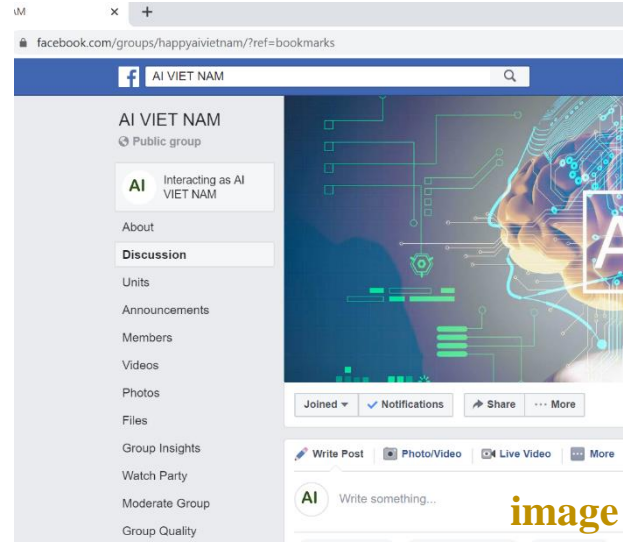 facebook.com/groups/happyaivietnam/?ref=bookmarks
AI VIET NAM
AI VIET NAM
Public group
AI
Interacting as AI
VIET NAM
About
Discussion
Units
Announcements
Members
Videos
Photos
Files
Group Insights
Watch Party
Moderate Group
Group Quality
Joined
Notifications
Share
More
Write Post
Photo/Video
Live Video
More
AI
Write something...
image